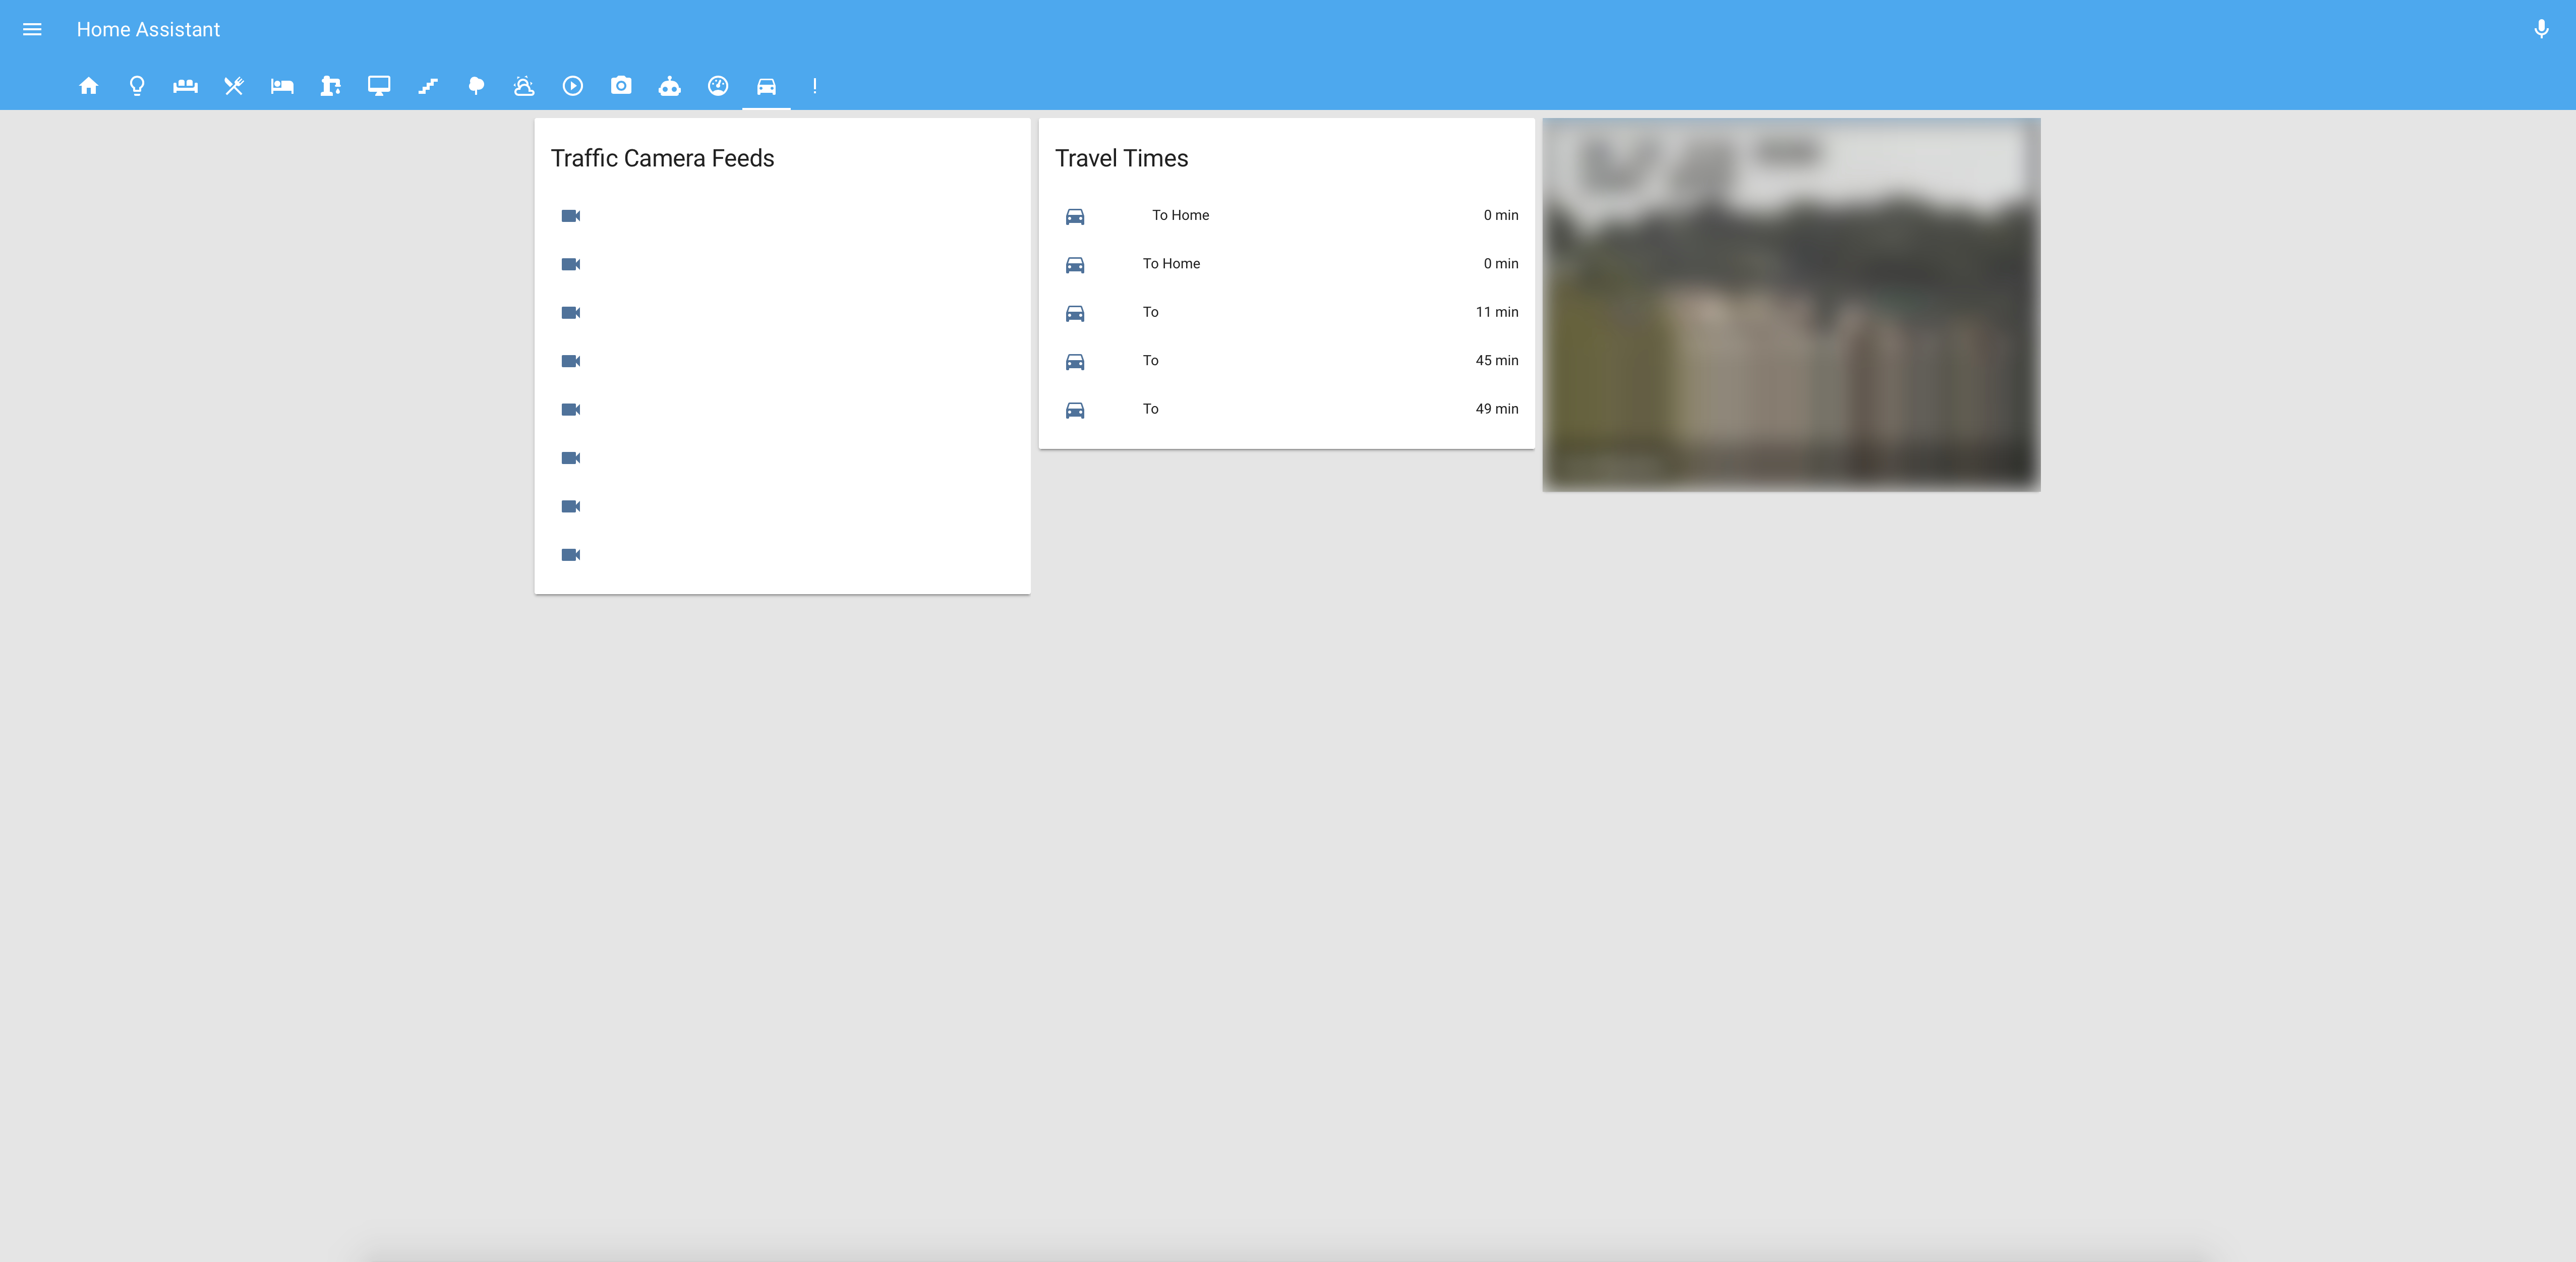 Home Assistant
Traffic Camera Feeds
Travel Times
To Home 0 min
To Home 0 min
To 11 min
To 45 min
To 49 min